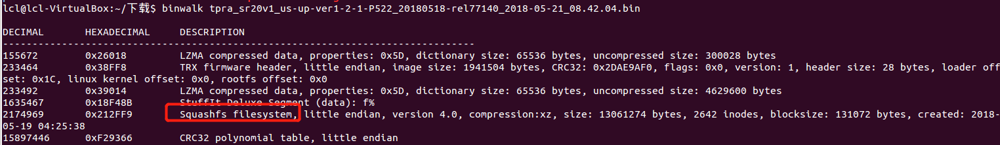 lcl@lcl-VirtualBox:~/下载$ binwalk tpra_sr20v1_us-up-ver1-2-1-P522_20180518-rel77140_2018-05-21_08.42.04.bin
DECIMAL       HEXADECIMAL     DESCRIPTION
--------------------------------------------------------------------------------
155672        0x26018         LZMA compressed data, properties: 0x5D, dictionary size: 65536 bytes, uncompressed size: 300028 bytes
233464        0x38FF8         TRX firmware header, little endian, image size: 1941504 bytes, CRC32: 0x2DAE9AF0, flags: 0x0, version: 1, header size: 28 bytes, loader off
set: 0x1C, linux kernel offset: 0x0, rootfs offset: 0x0
233492        0x39014         LZMA compressed data, properties: 0x5D, dictionary size: 65536 bytes, uncompressed size: 4629600 bytes
1635467       0x18F48B        StuffIt Deluxe Segment (data): f%
2174969       0x212FF9        Squashfs filesystem, little endian, version 4.0, compression:xz, size: 13061274 bytes, 2642 inodes, blocksize: 131072 bytes, created: 2018-
05-19 04:25:38
15897446      0xF29366        CRC32 polynomial table, little endian